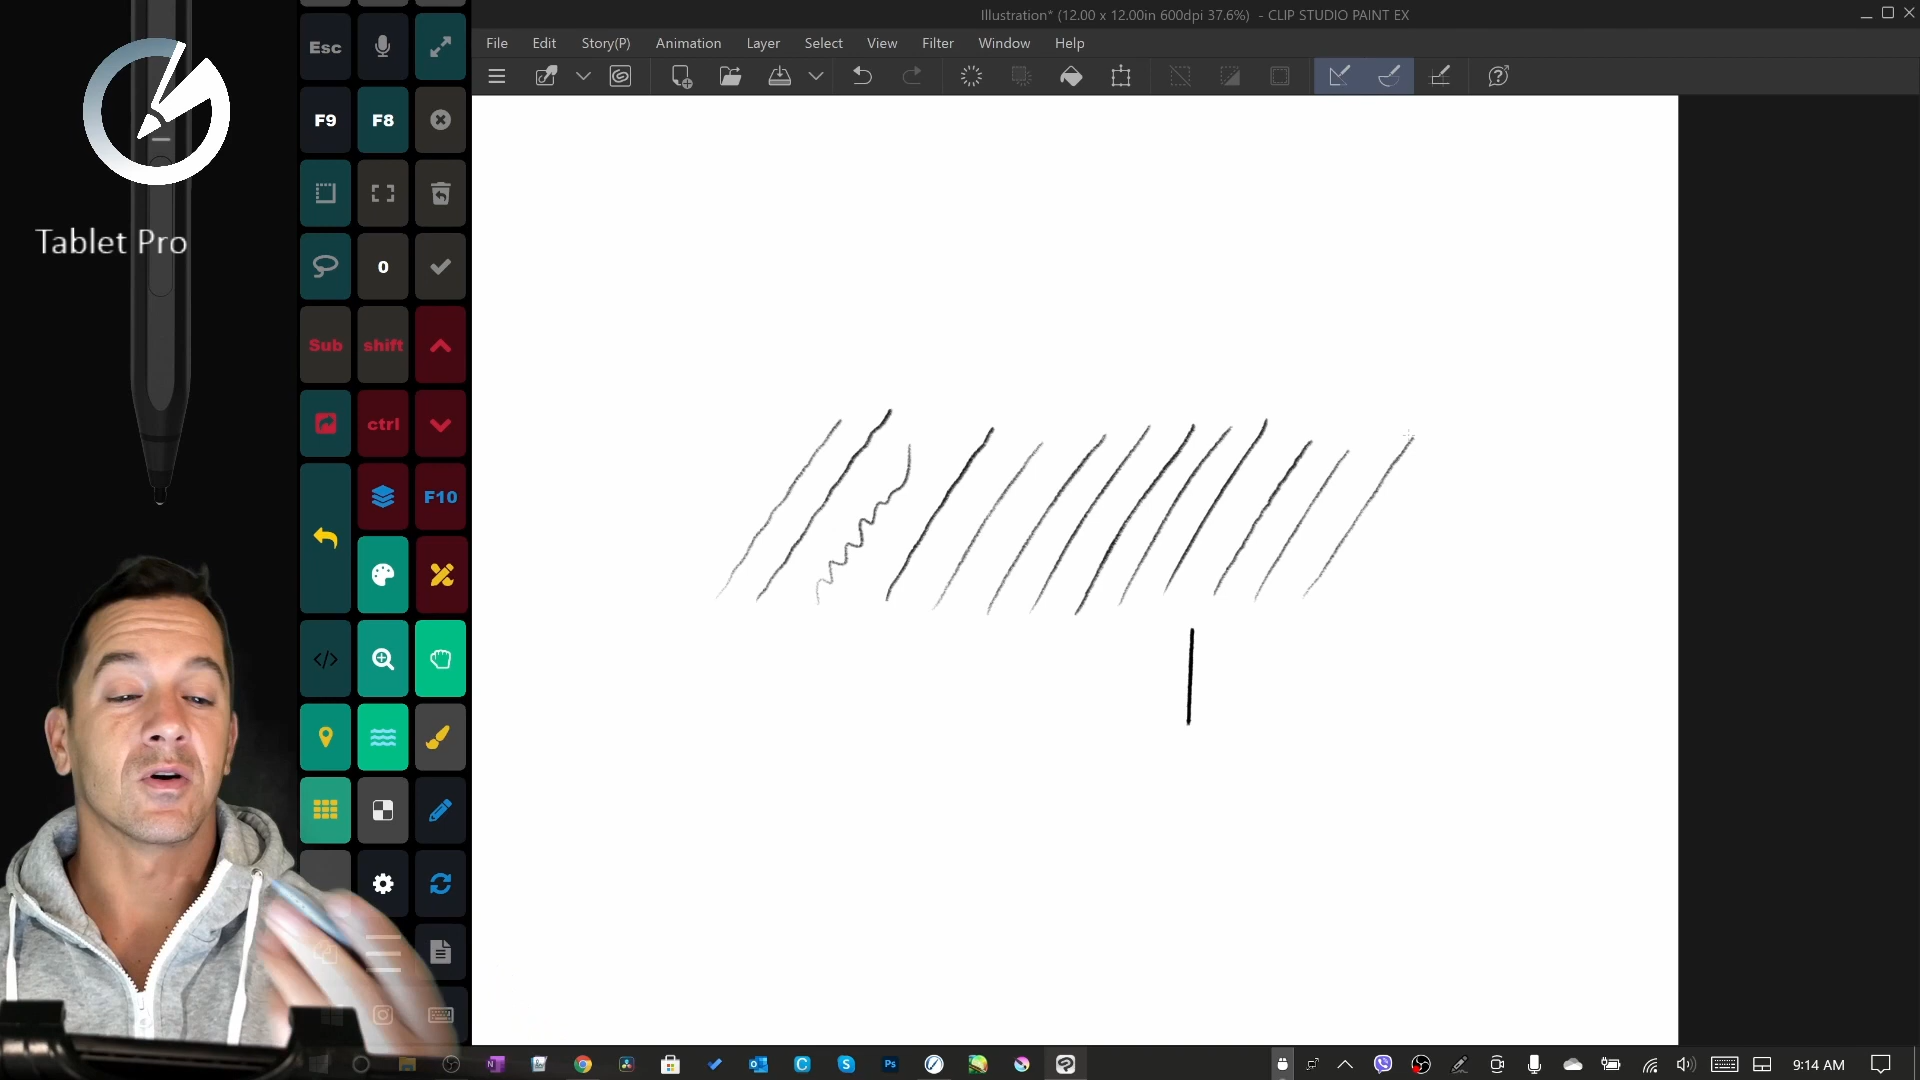 Illustration* (12.00 x 12.00in 600dpi 37.6%) - CLIP STUDIO PAINT EX
File Edit Story(P) Animation Layer Select View Filter Window Help
Esc
F9 F8
Tablet Pro
0
Sub shift
ctrl
F10
</>
Ps
9:14 AM